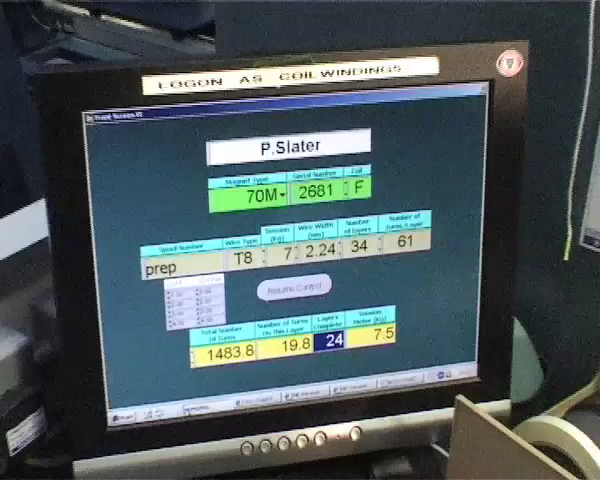 LOGON AS COILWINDINGS
P.Slater
Magnet Type Serial Number Coil
70M 2681 F
Spool Number Wire Type Tension (Kg) Wire Width (mm) Number of Layers Number of Turns/Layer
prep T8 7 2.24 34 61
Resume Control
Total Number Of Turns Number of Turns On This Layer Layers Complete Tension Meter (Kg)
1483.8 19.8 24 7.5